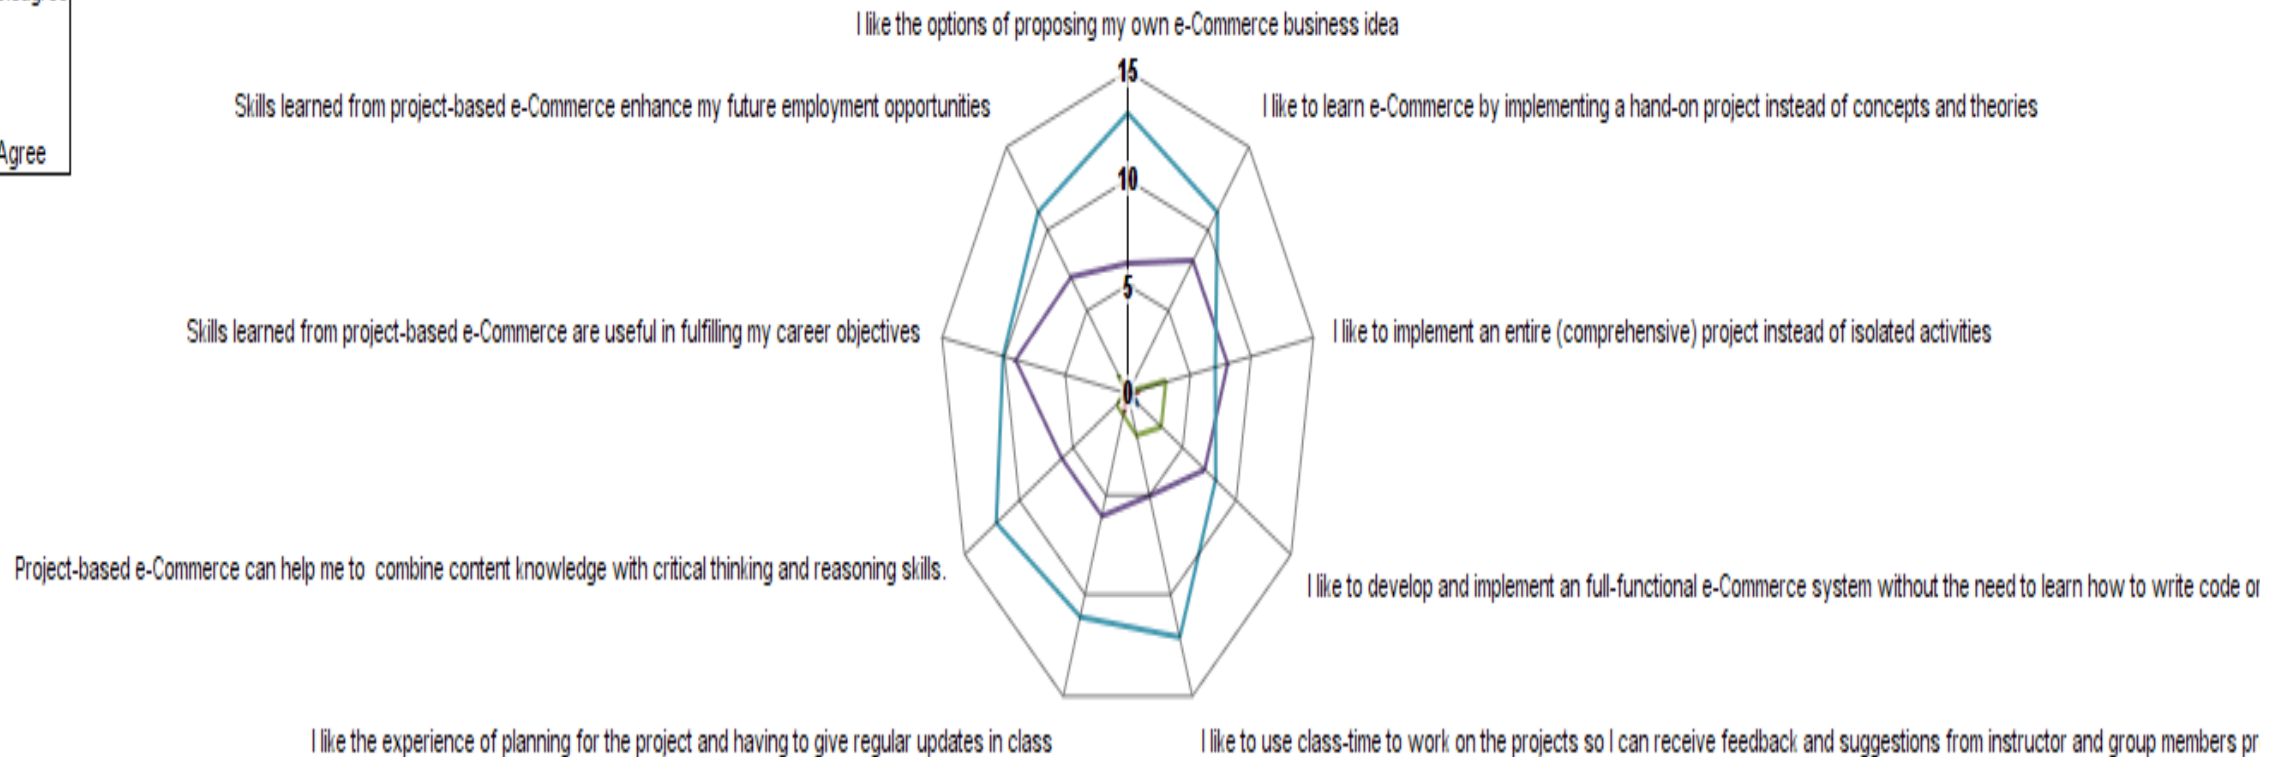 I like the options of proposing my own e-Commerce business idea
15
Skills learned from project-based e-Commerce enhance my future employment opportunities
I like to learn e-Commerce by implementing a hand-on project instead of concepts and theories
Agree
10
5
Skills learned from project-based e-Commerce are useful in fulfilling my career objectives
I like to implement an entire (comprehensive) project instead of isolated activities
0
Project-based e-Commerce can help me to combine content knowledge with critical thinking and reasoning skills.
I like to develop and implement an full-functional e-Commerce system without the need to learn how to write code or
I like the experience of planning for the project and having to give regular updates in class
I like to use class-time to work on the projects so I can receive feedback and suggestions from instructor and group members pr